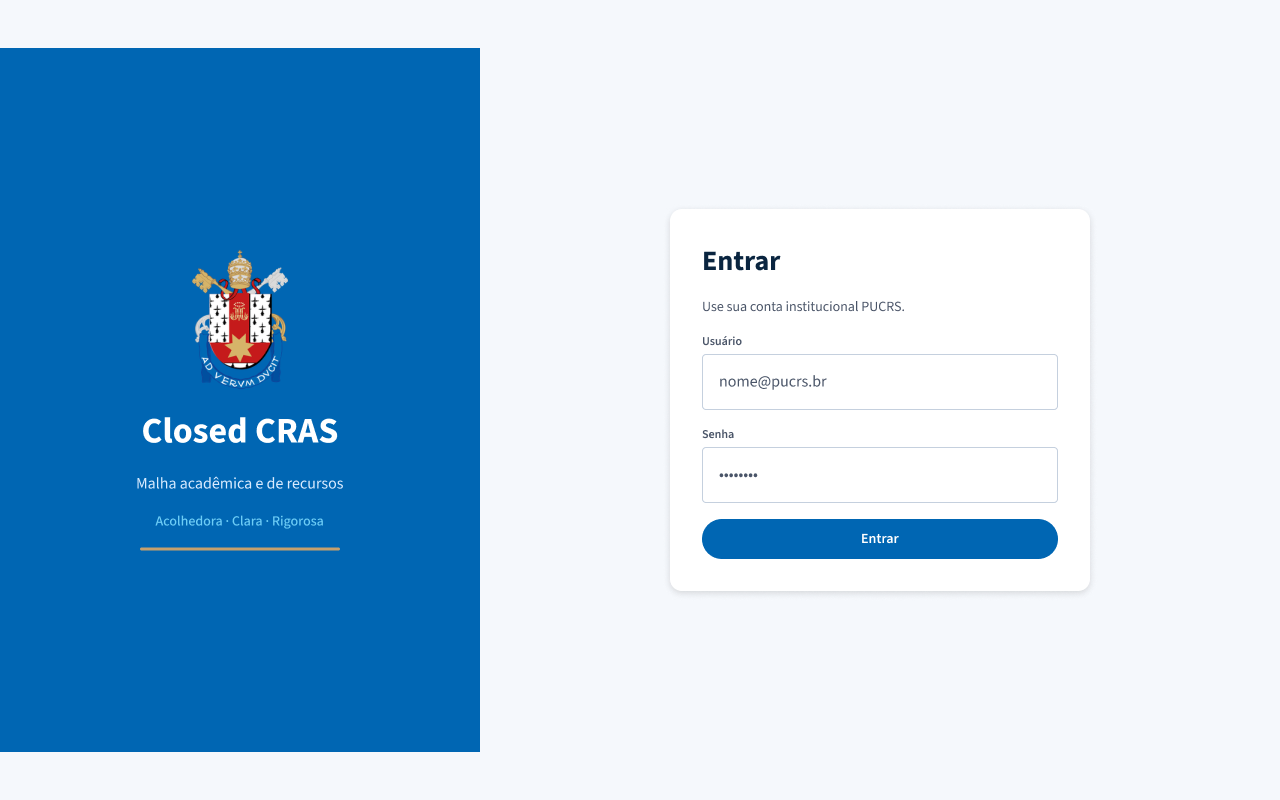 AD VERVM DVCIT
Closed CRAS
Malha acadêmica e de recursos
Acolhedora · Clara · Rigorosa
Entrar
Use sua conta institucional PUCRS.
Usuário
nome@pucrs.br
Senha
••••••••
Entrar